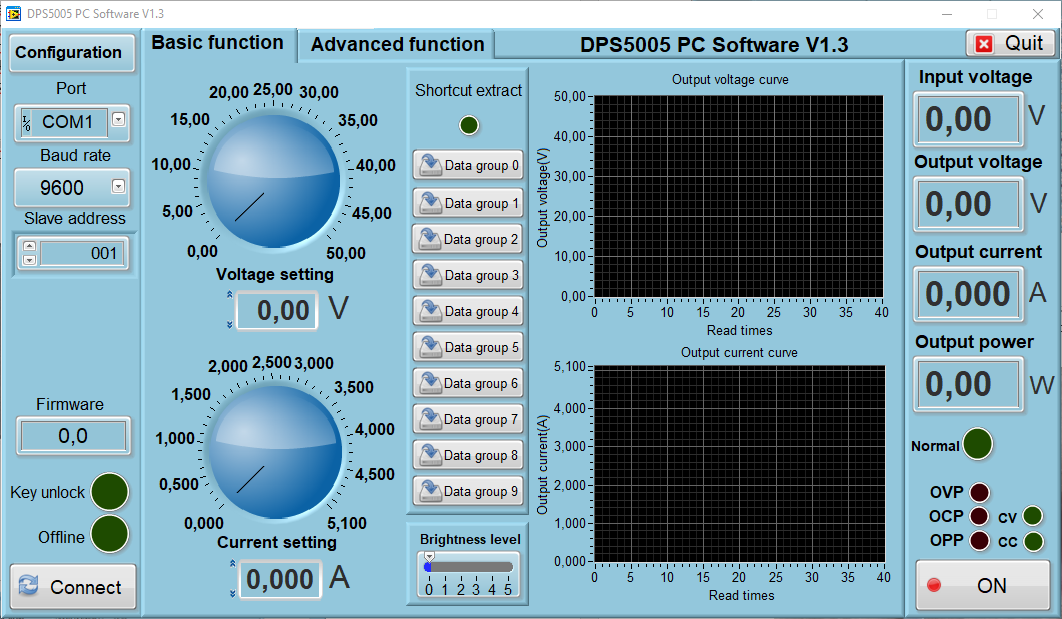 DPS5005 PC Software V1.3
Configuration
Basic function
Advanced function
DPS5005 PC Software V1.3
Quit
Port
COM1
Baud rate
9600
Slave address
001
Firmware
0,0
Key unlock
Offline
Connect
20,00 25,00 30,00
15,00 35,00
10,00 40,00
5,00 45,00
0,00 50,00
Voltage setting
0,00 V
2,000 2,500 3,000
1,500 3,500
1,000 4,000
0,500 4,500
0,000 5,100
Current setting
0,000 A
Shortcut extract
Data group 0
Data group 1
Data group 2
Data group 3
Data group 4
Data group 5
Data group 6
Data group 7
Data group 8
Data group 9
Brightness level
0 1 2 3 4 5
Output voltage curve
Output voltage(V)
50,00
40,00
30,00
20,00
10,00
0,00
0 5 10 15 20 25 30 35 40
Read times
Output current curve
Output current(A)
5,100
4,000
3,000
2,000
1,000
0,000
0 5 10 15 20 25 30 35 40
Read times
Input voltage
0,00 V
Output voltage
0,00 V
Output current
0,000 A
Output power
0,00 W
Normal
OVP
OCP CV
OPP CC
ON